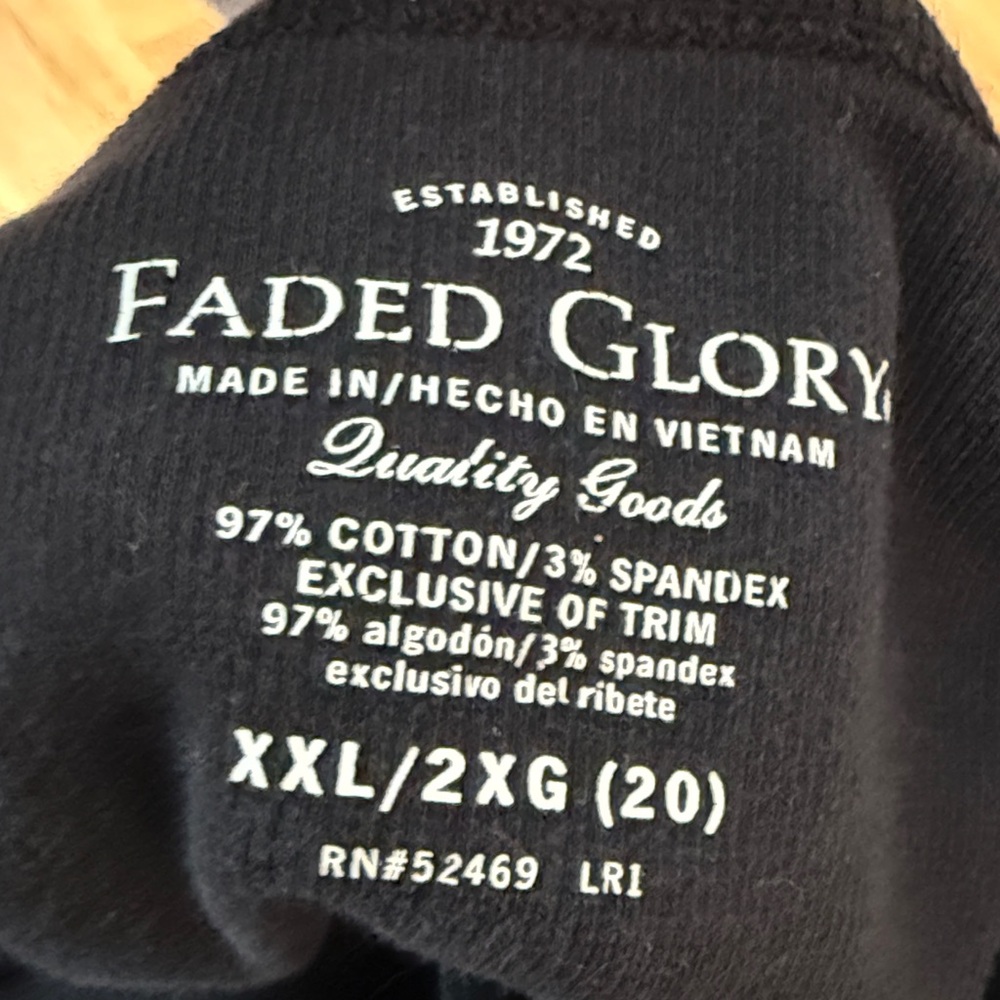 ESTABLISHED
1972
FADED GLORY
MADE IN/HECHO EN VIETNAM
Quality Goods
97% COTTON/3% SPANDEX
EXCLUSIVE OF TRIM
97% algodón/3% spandex
exclusivo del ribete
XXL/2XG (20)
RN#52469 LR1